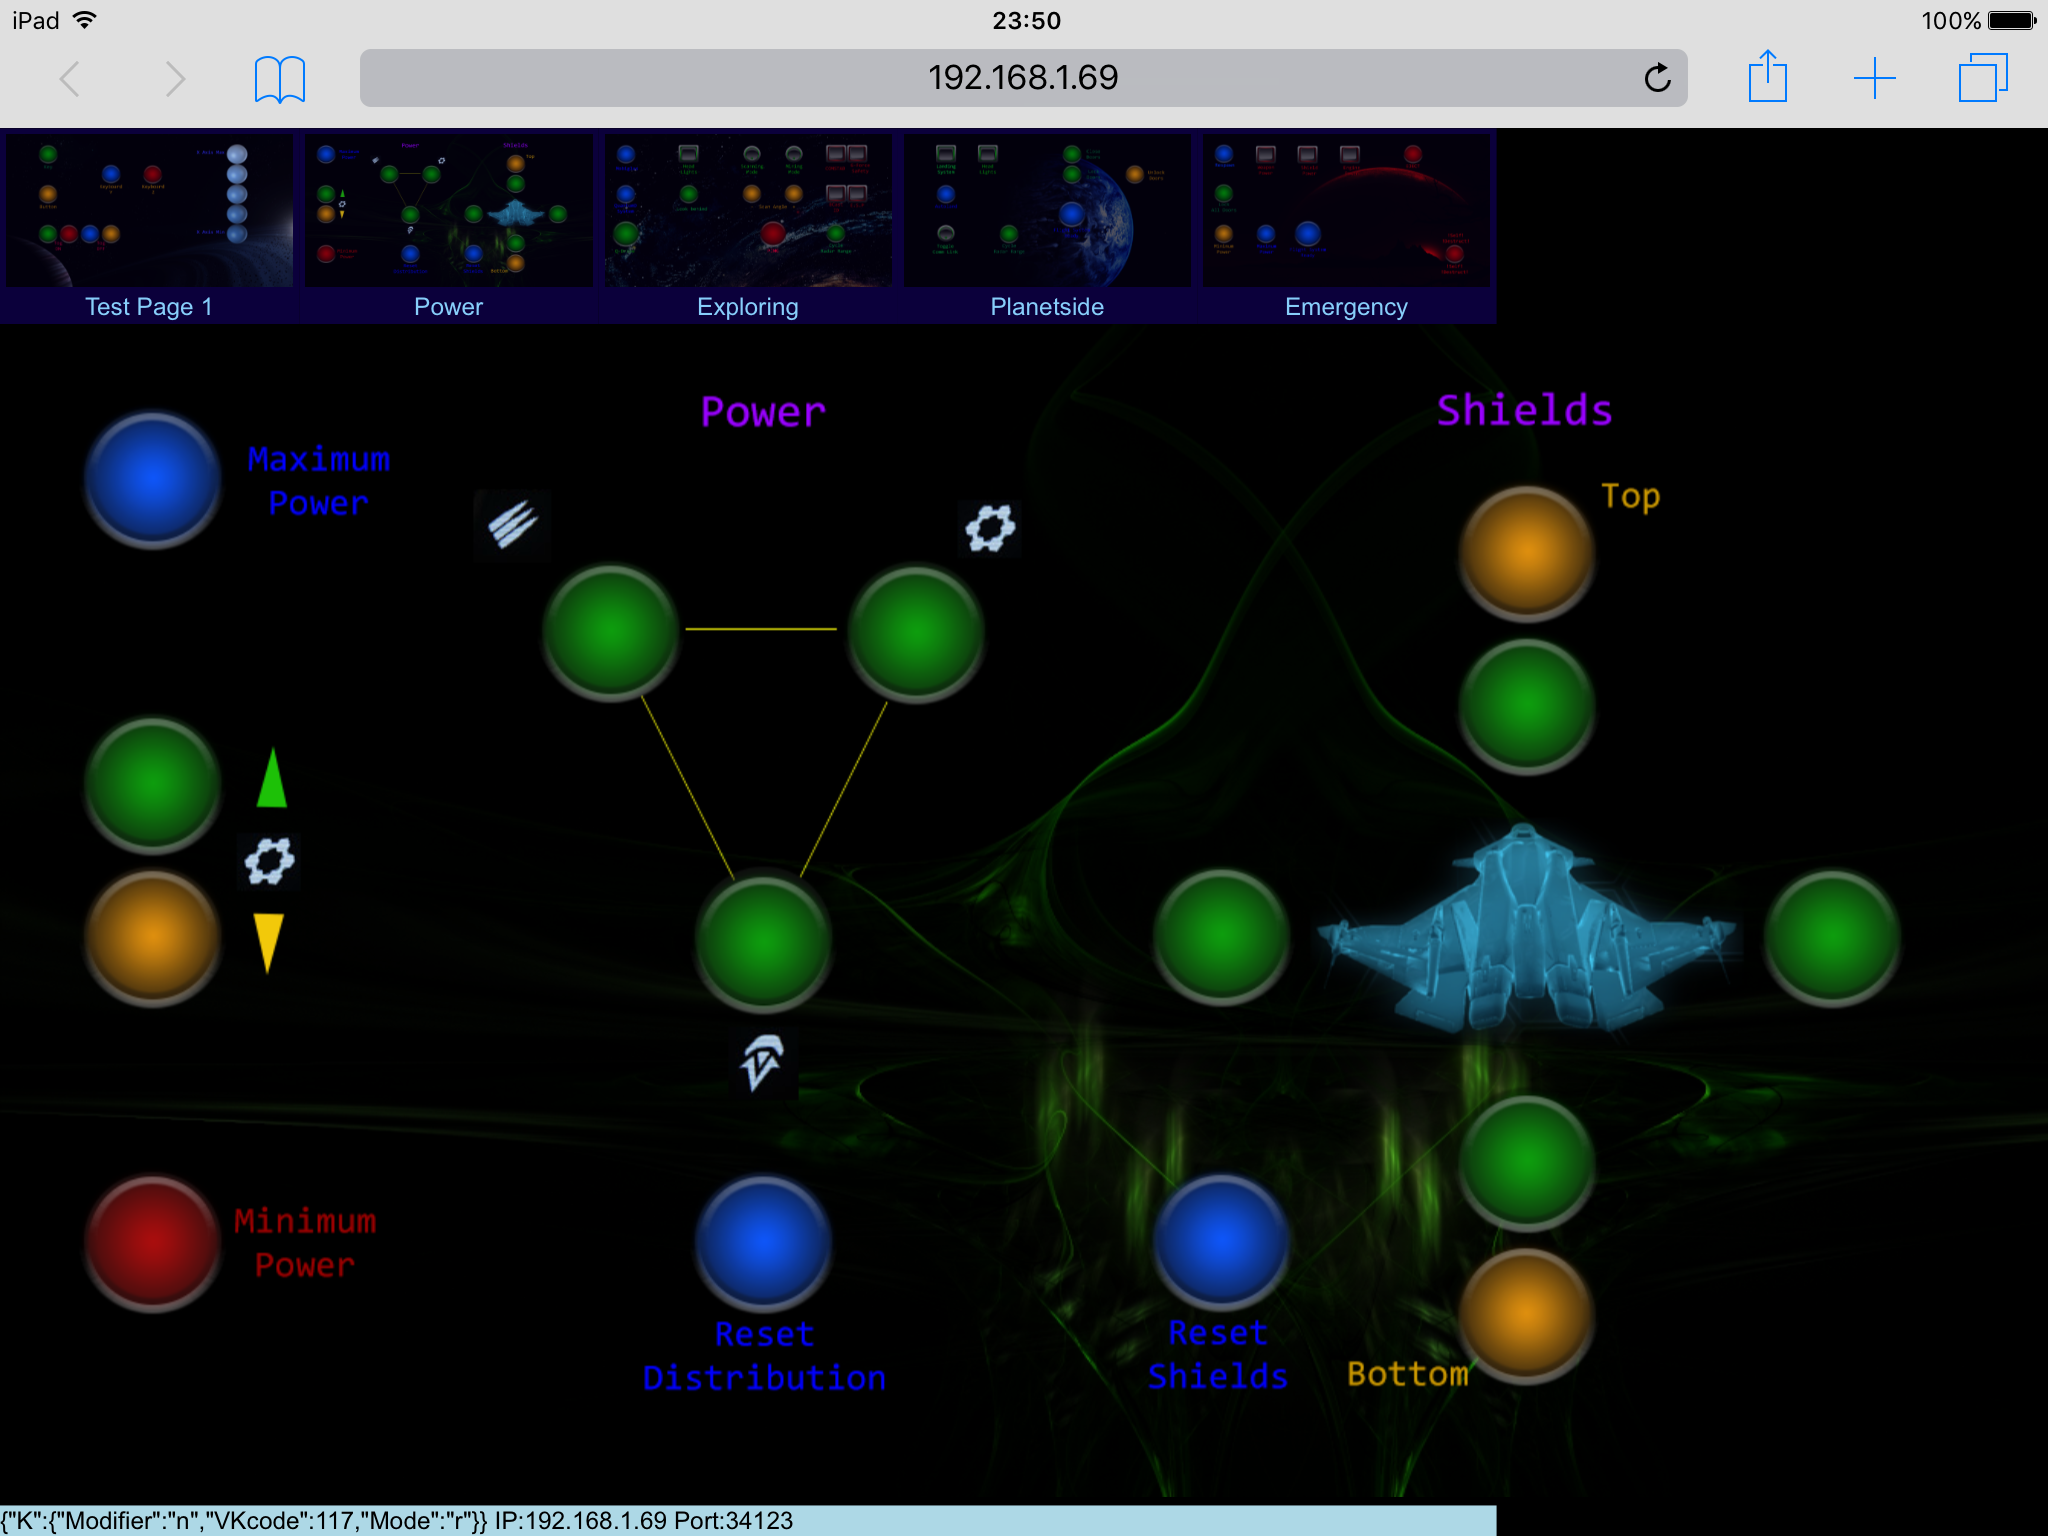 iPad 23:50 100%
192.168.1.69
Test Page 1 Power Exploring Planetside Emergency
Power Shields
Maximum
Power
Top
Minimum
Power
Reset
Distribution
Reset
Shields
Bottom
{"K":{"Modifier":"n","VKcode":117,"Mode":"r"}} IP:192.168.1.69 Port:34123